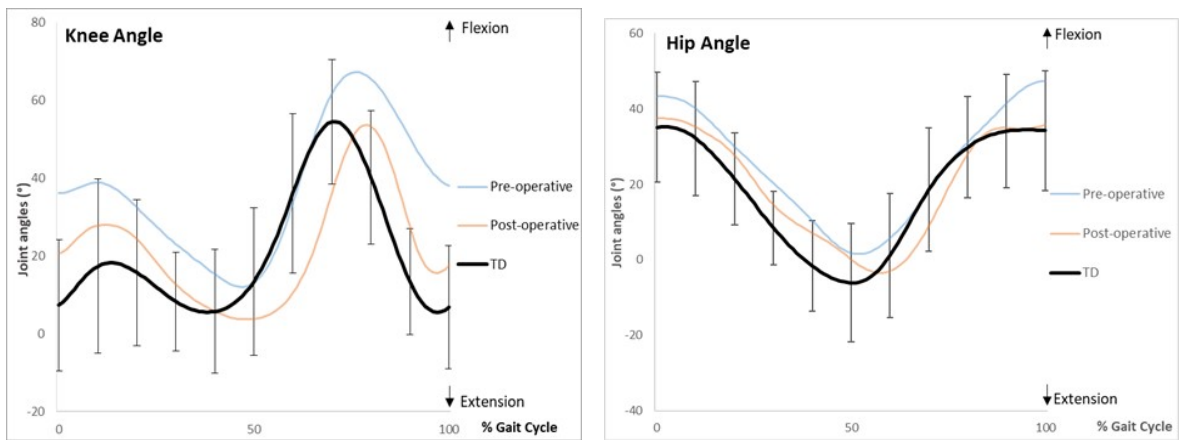 Knee Angle
Flexion
80
60
40
20
0
-20
Joint angles (°)
Pre-operative
Post-operative
TD
Extension
0
50
100
% Gait Cycle
Hip Angle
Flexion
60
40
20
0
-20
-40
Joint angles (°)
Pre-operative
Post-operative
TD
Extension
0
50
100
% Gait Cycle